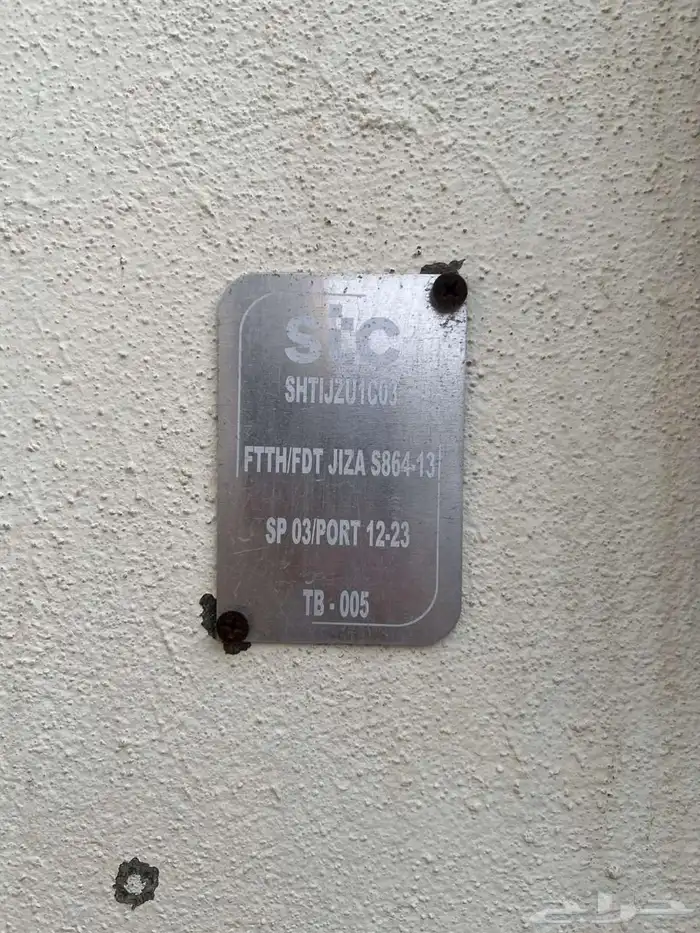 stc
SHTIJZU1C03
FTTH/FDT JIZA S864-13
SP 03/PORT 12-23
TB - 005
حراج